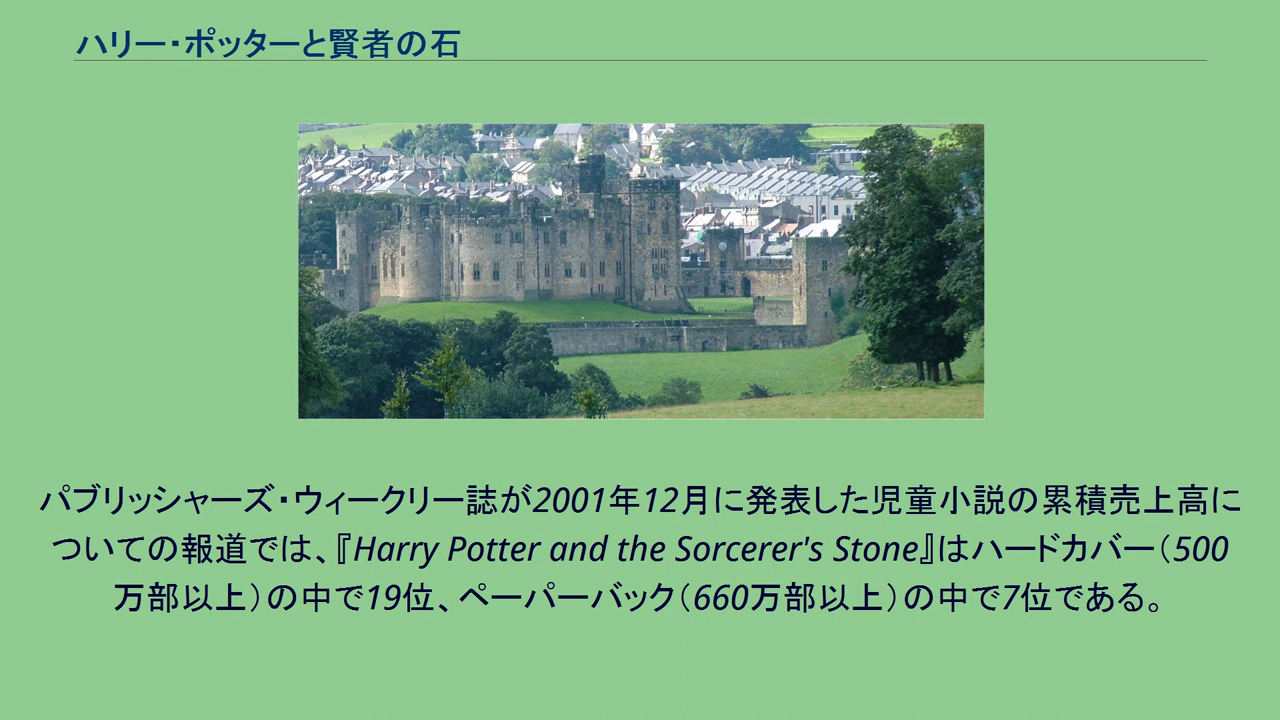 ハリー・ポッターと賢者の石
パブリッシャーズ・ウィークリー誌が2001年12月に発表した児童小説の累積売上高に
ついての報道では、『Harry Potter and the Sorcerer's Stone』はハードカバー（500
万部以上）の中で19位、ペーパーバック（660万部以上）の中で7位である。